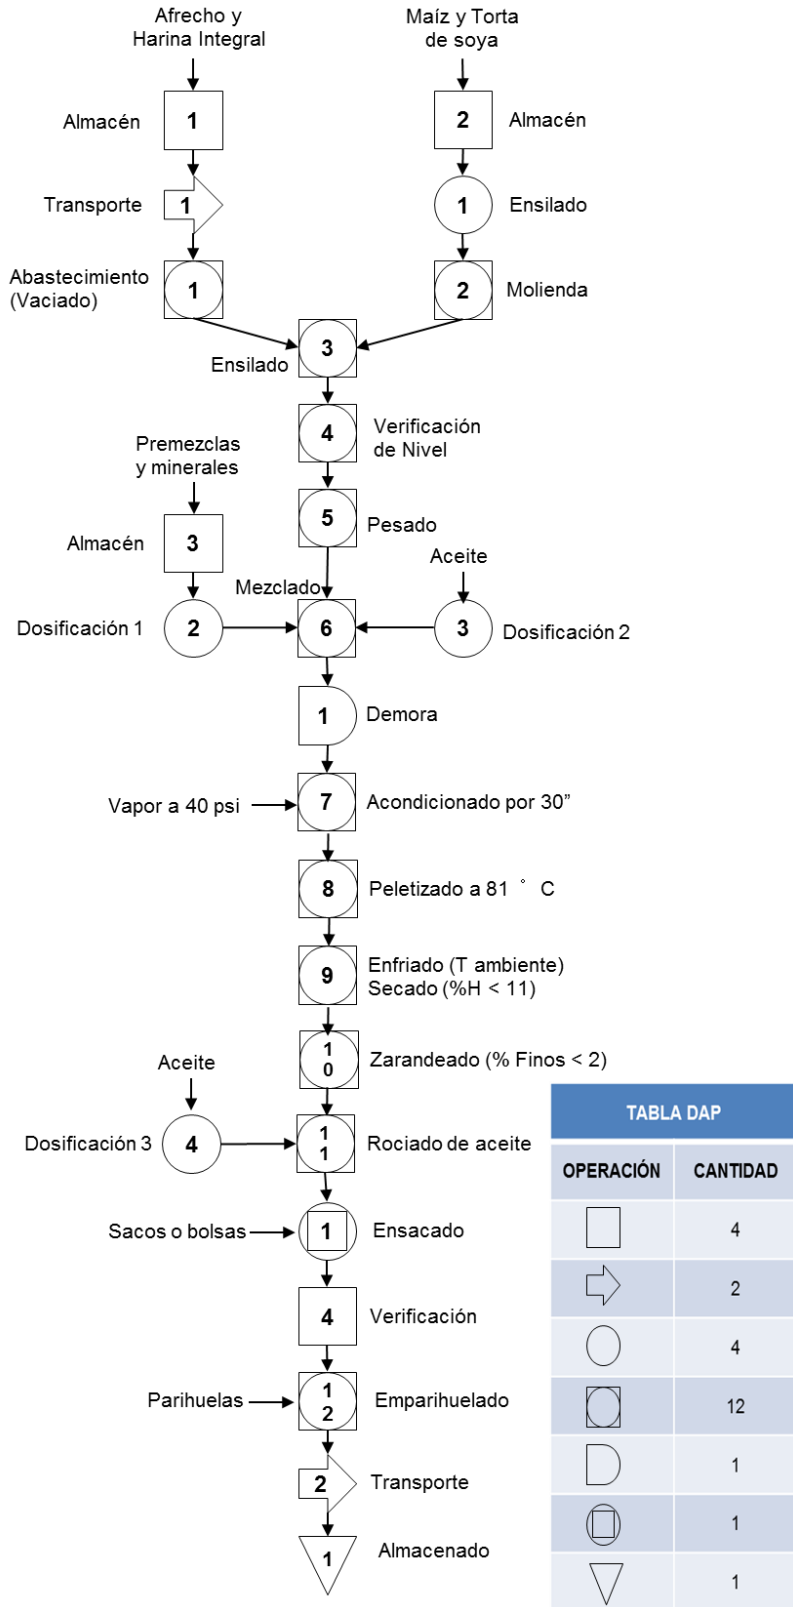 Afrecho y
Harina Integral
Maíz y Torta
de soya
Almacén
1
2
Almacén
Transporte
1
1
Ensilado
Abastecimiento
(Vaciado)
1
2
Molienda
Ensilado
3
4
Verificación
de Nivel
Premezclas
y minerales
Almacén
3
5
Pesado
Aceite
Mezclado
Dosificación 1
2
6
3
Dosificación 2
1
Demora
Vapor a 40 psi
7
Acondicionado por 30”
8
Peletizado a 81 ° C
9
Enfriado (T ambiente)
Secado (%H < 11)
1
0
Zarandeado (% Finos < 2)
Aceite
Dosificación 3
4
1
1
Rociado de aceite
Sacos o bolsas
1
Ensacado
4
Verificación
Parihuelas
1
2
Emparihuelado
2
Transporte
1
Almacenado
TABLA DAP
OPERACIÓN CANTIDAD
4
2
4
12
1
1
1